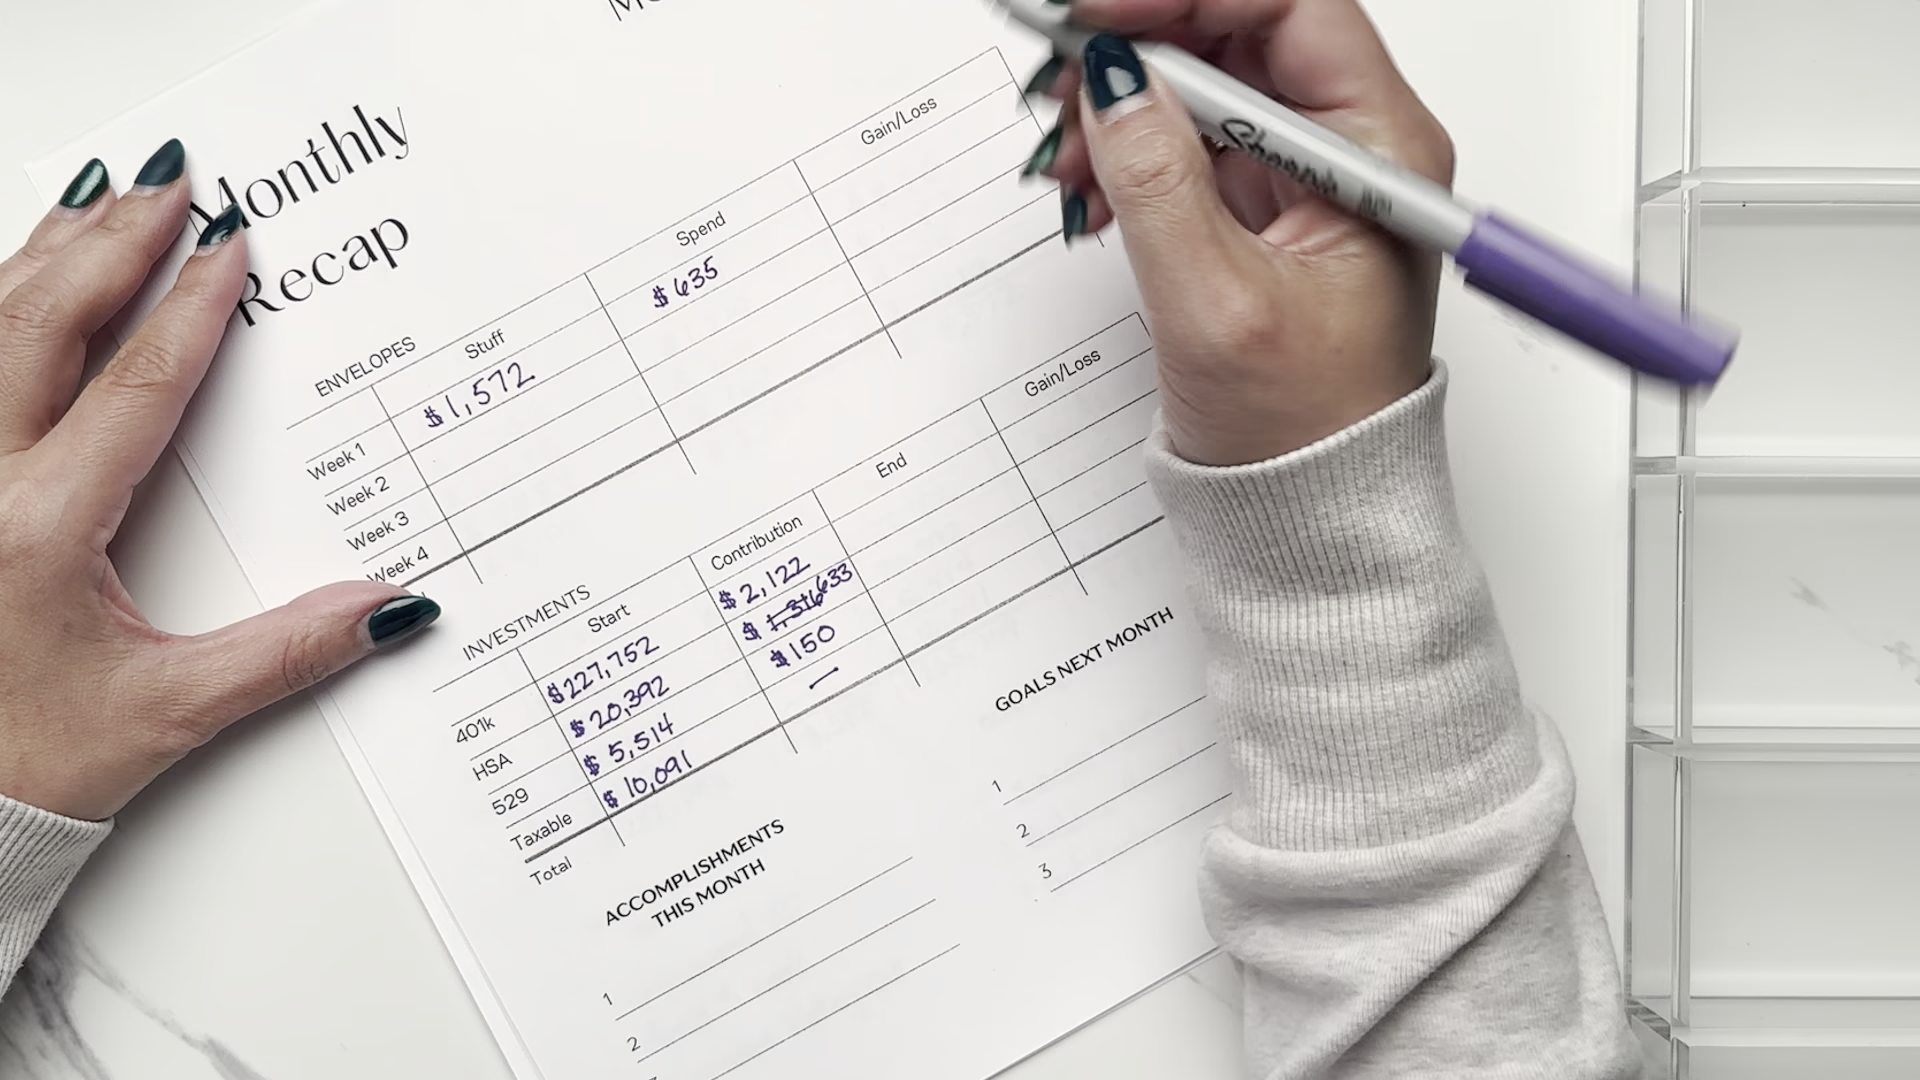 Monthly
Recap
ENVELOPES Stuff Spend Gain/Loss
Week 1 $1,572 $635
Week 2
Week 3
Week 4
INVESTMENTS Start Contribution End Gain/Loss
401k $227,752 $2,122
HSA $20,392 $ 1,316 633
529 $5,514 $150
Taxable $10,091 —
Total
ACCOMPLISHMENTS
THIS MONTH
1
2
GOALS NEXT MONTH
1
2
3
Sharpie